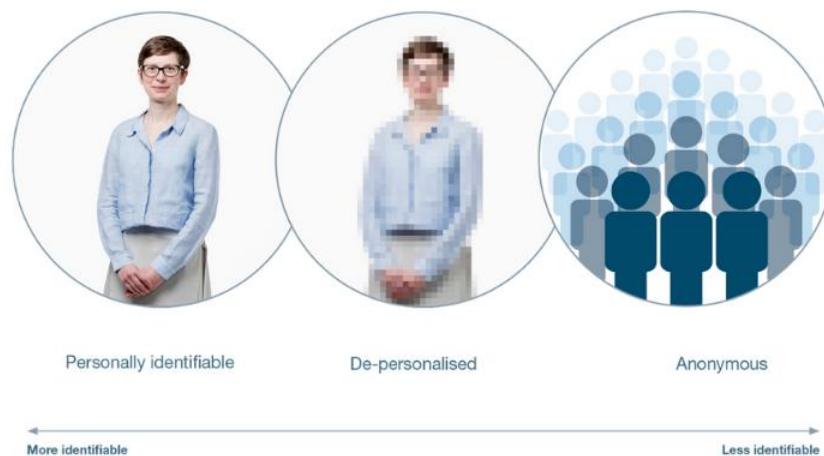 Personally identifiable
De-personalised
Anonymous
More identifiable
Less identifiable